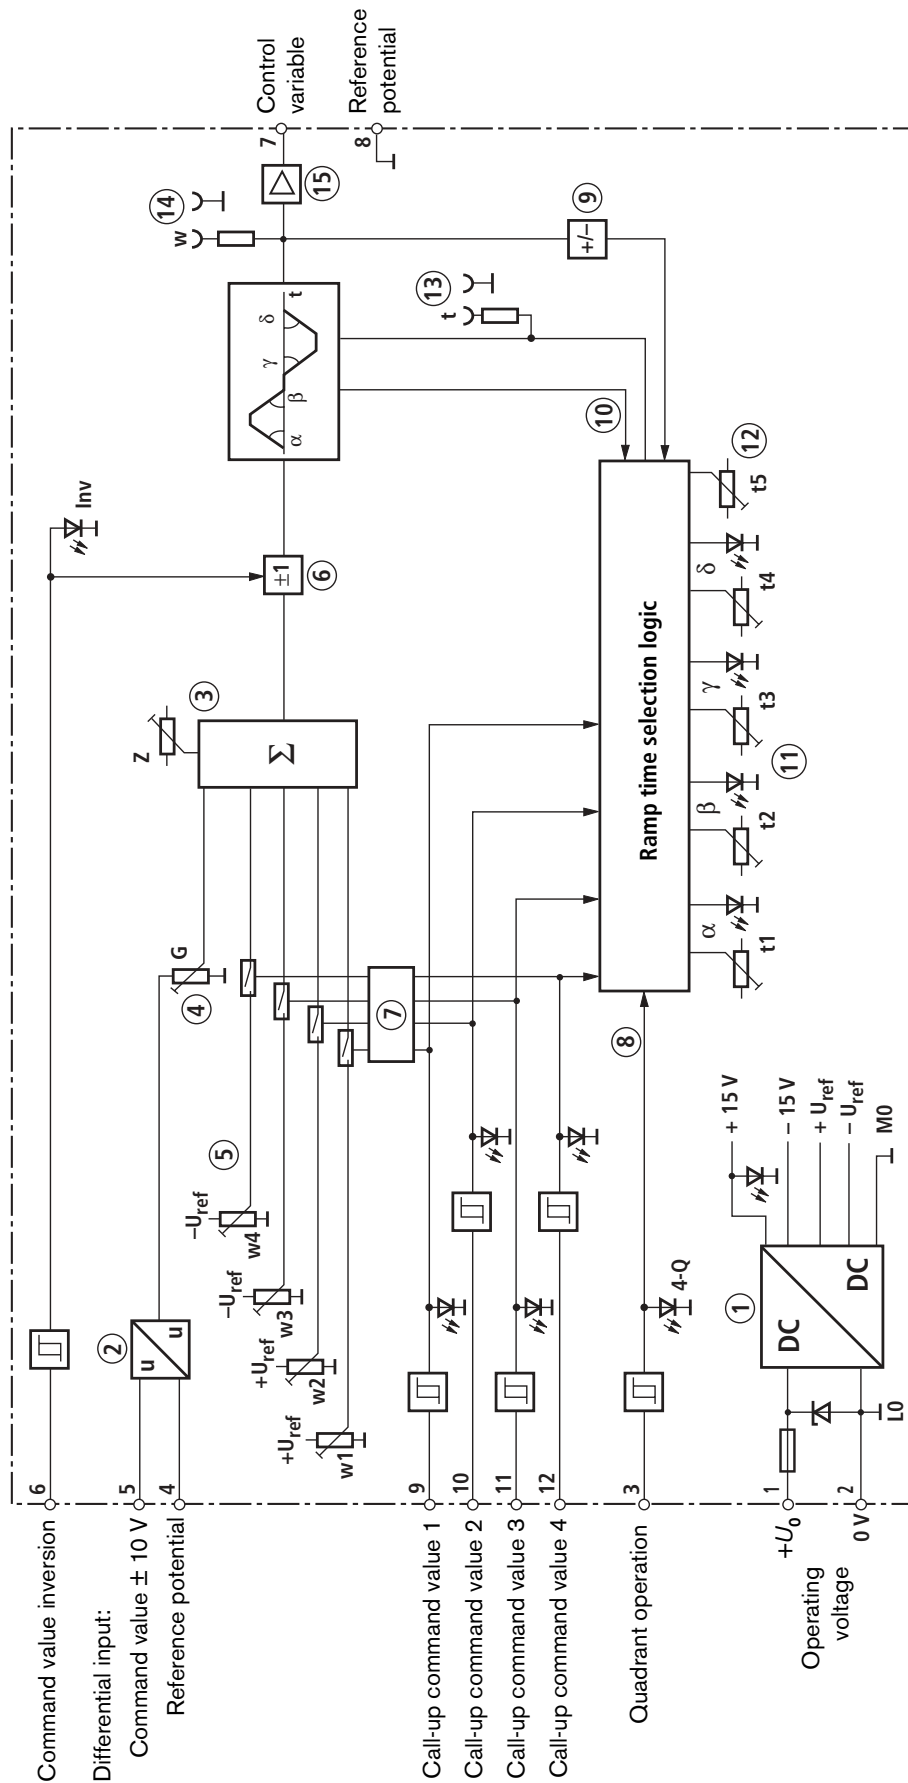 Command value inversion
6
Inv
Differential input:
Command value ± 10 V
5
Reference potential
4
2
u
u
4
G
Z
3
Σ
±1
6
α
β
γ
δ
t
w
14
15
7
Control
variable
8
Reference
potential
5
–Uref
w4
–Uref
w3
+Uref
w2
+Uref
w1
7
t
13
+/–
9
10
Call-up command value 1
9
Call-up command value 2
10
Call-up command value 3
11
Call-up command value 4
12
Quadrant operation
3
4-Q
8
Ramp time selection logic
α
t1
β
t2
γ
t3
δ
t4
t5
11
12
Operating
voltage
+U0
1
0 V
2
L0
1
DC
DC
+ 15 V
– 15 V
+ Uref
– Uref
M0